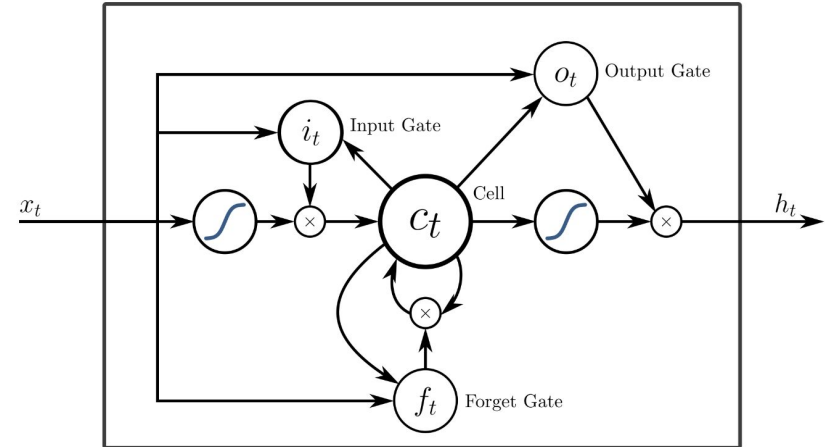 o_t Output Gate
i_t Input Gate
x_t
×
c_t
Cell
×
h_t
×
f_t Forget Gate